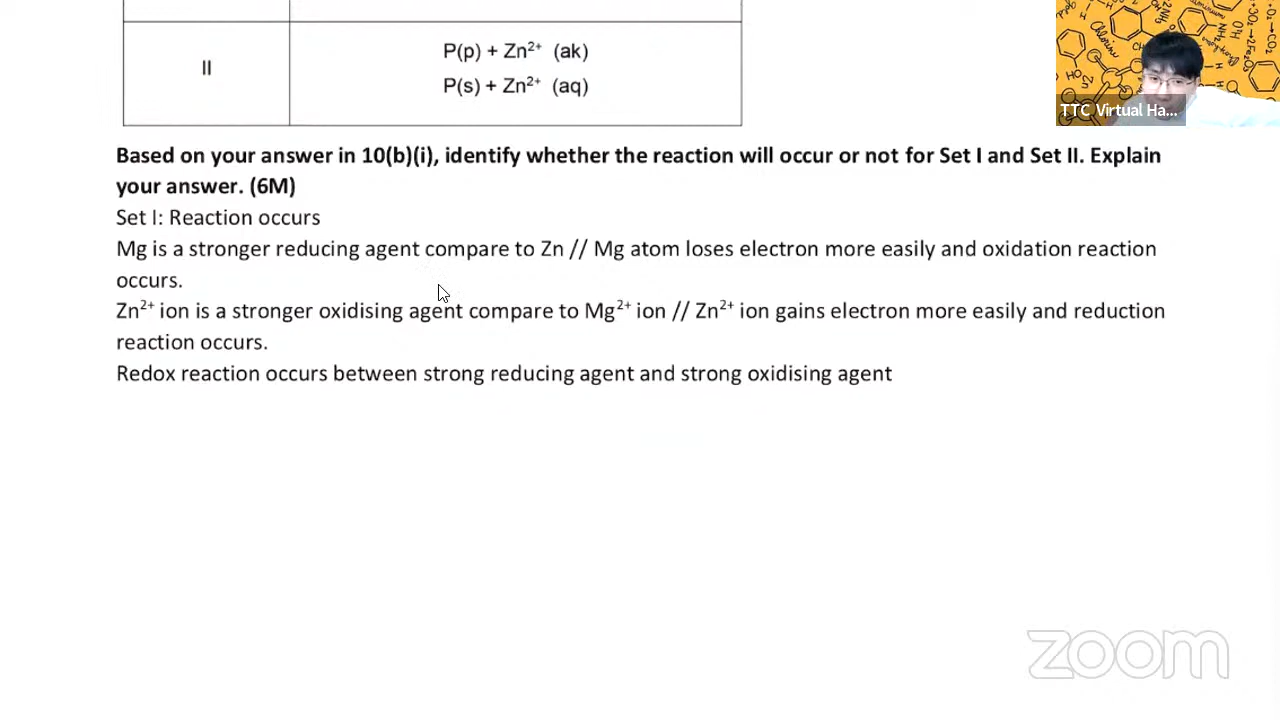 II
P(p) + Zn²⁺ (ak)
P(s) + Zn²⁺ (aq)
TTC Virtual Ha...
Based on your answer in 10(b)(i), identify whether the reaction will occur or not for Set I and Set II. Explain
your answer. (6M)
Set I: Reaction occurs
Mg is a stronger reducing agent compare to Zn // Mg atom loses electron more easily and oxidation reaction
occurs.
Zn²⁺ ion is a stronger oxidising agent compare to Mg²⁺ ion // Zn²⁺ ion gains electron more easily and reduction
reaction occurs.
Redox reaction occurs between strong reducing agent and strong oxidising agent
zoom